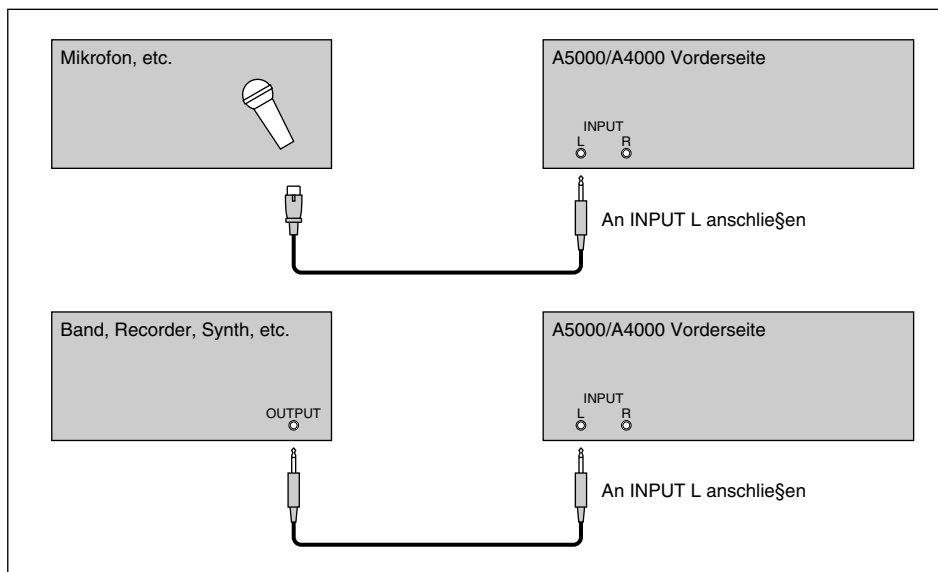 Mikrofon, etc.
A5000/A4000 Vorderseite
INPUT
L R
An INPUT L anschlie§en
Band, Recorder, Synth, etc.
OUTPUT
A5000/A4000 Vorderseite
INPUT
L R
An INPUT L anschlie§en